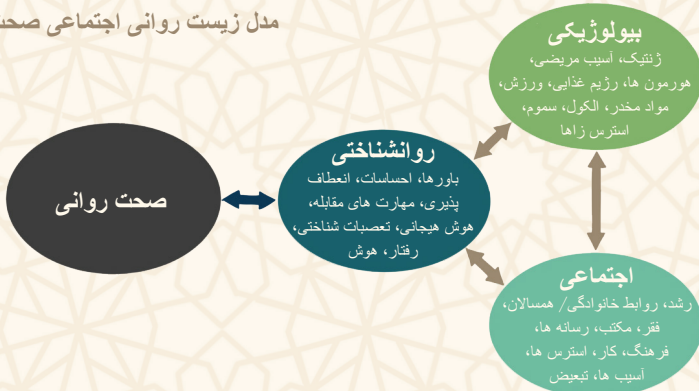 مدل زیست روانی اجتماعی صحت
بیولوژیکی
ژنتیک، آسیب مریضی،
هورمون ها، رژیم غذایی، ورزش،
مواد مخدر، الکول، سموم،
استرس زاها
روانشناختی
باورها، احساسات، انعطاف
پذیری، مهارت های مقابله،
هوش هیجانی، تعصبات شناختی،
رفتار، هوش
صحت روانی
اجتماعی
رشد، روابط خانوادگی/ همسالان،
فقر، مکتب، رسانه ها،
فرهنگ، کار، استرس ها،
آسیب ها، تبعیض